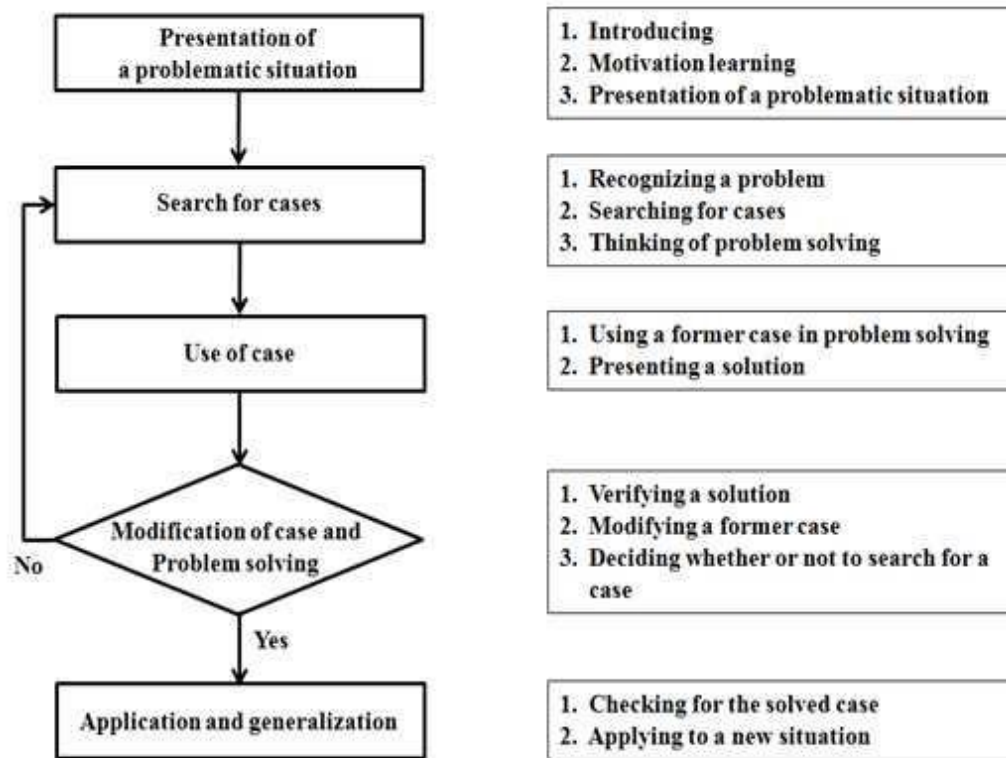 Presentation of
a problematic situation
1. Introducing
2. Motivation learning
3. Presentation of a problematic situation
Search for cases
1. Recognizing a problem
2. Searching for cases
3. Thinking of problem solving
Use of case
1. Using a former case in problem solving
2. Presenting a solution
Modification of case and
Problem solving
No
Yes
1. Verifying a solution
2. Modifying a former case
3. Deciding whether or not to search for a
case
Application and generalization
1. Checking for the solved case
2. Applying to a new situation